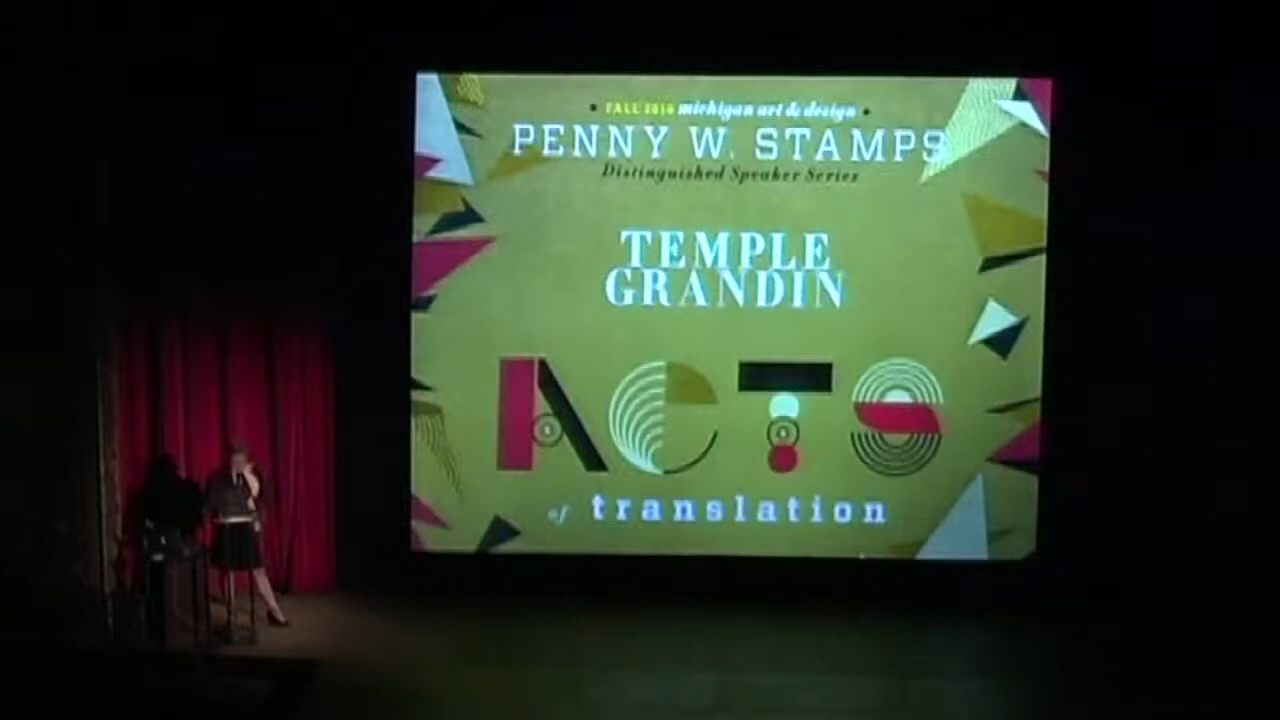 FALL 2010 michigan art & design
PENNY W. STAMPS
Distinguished Speaker Series
TEMPLE
GRANDIN
ACTS
of translation